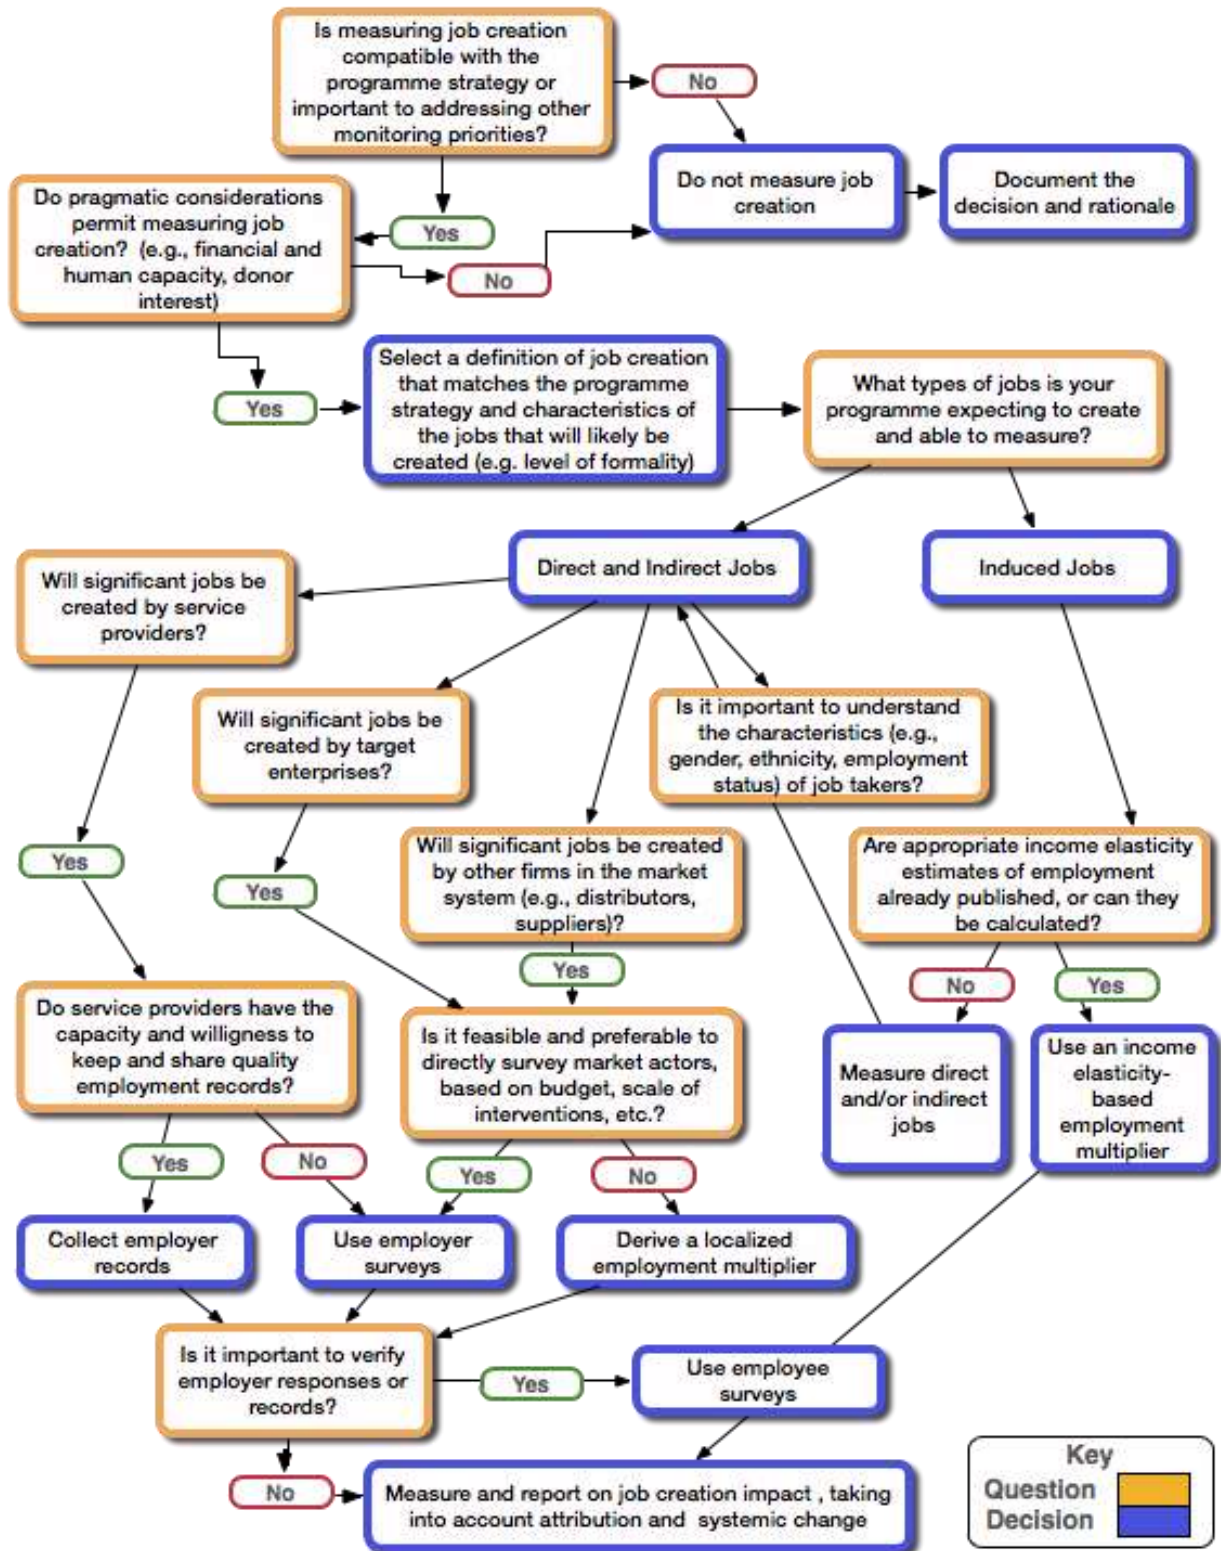 Is measuring job creation
compatible with the
programme strategy or
important to addressing other
monitoring priorities?
No
Do not measure job
creation
Document the
decision and rationale
Yes
Do pragmatic considerations
permit measuring job
creation? (e.g., financial and
human capacity, donor
interest)
No
Yes
Select a definition of job creation
that matches the programme
strategy and characteristics of
the jobs that will likely be
created (e.g. level of formality)
What types of jobs is your
programme expecting to create
and able to measure?
Direct and Indirect Jobs
Induced Jobs
Will significant jobs be
created by service
providers?
Will significant jobs be
created by target
enterprises?
Is it important to understand
the characteristics (e.g.,
gender, ethnicity, employment
status) of job takers?
Will significant jobs be created
by other firms in the market
system (e.g., distributors,
suppliers)?
Are appropriate income elasticity
estimates of employment
already published, or can they
be calculated?
Yes
Yes
Yes
No
Yes
Do service providers have the
capacity and willigness to
keep and share quality
employment records?
Is it feasible and preferable to
directly survey market actors,
based on budget, scale of
interventions, etc.?
Measure direct
and/or indirect
jobs
Use an income
elasticity-
based
employment
multiplier
Yes
No
Yes
No
Collect employer
records
Use employer
surveys
Derive a localized
employment multiplier
Is it important to verify
employer responses or
records?
Yes
Use employee
surveys
No
Measure and report on job creation impact , taking
into account attribution and systemic change
Key
Question
Decision